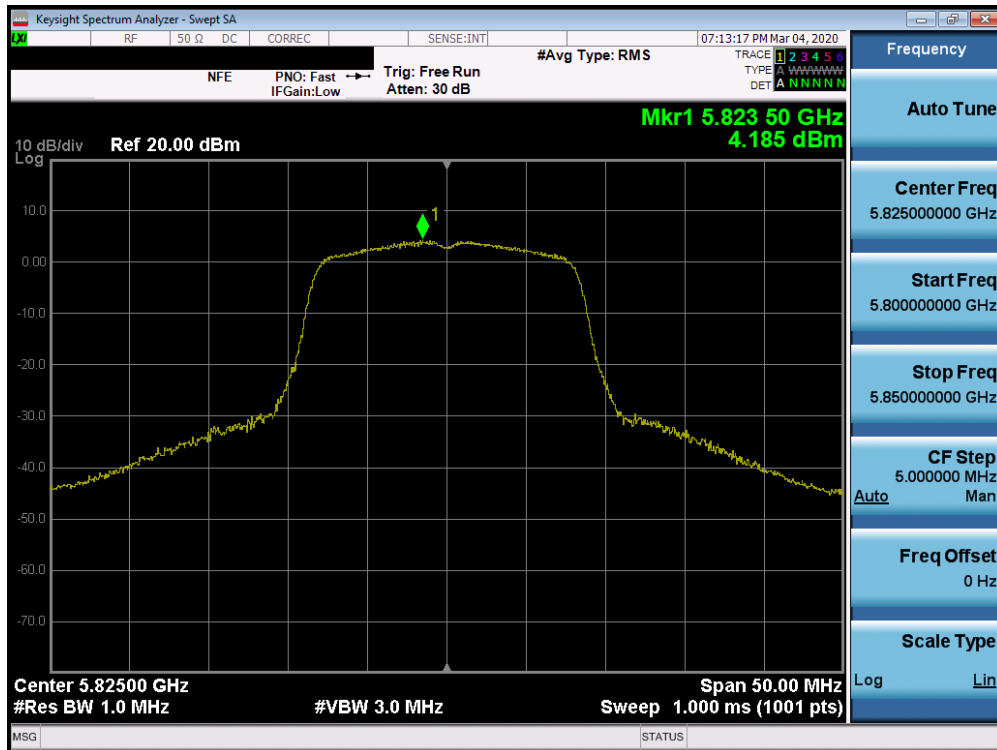 Keysight Spectrum Analyzer - Swept SA
LXI RF 50 Ω DC CORREC SENSE:INT 07:13:17 PM Mar 04, 2020
#Avg Type: RMS
TRACE 1 2 3 4 5 6
TYPE A WWWWW
DET A N N N N N
NFE
PNO: Fast
IFGain:Low
Trig: Free Run
Atten: 30 dB
Mkr1 5.823 50 GHz
4.185 dBm
10 dB/div
Log
Ref 20.00 dBm
1
10.0
0.00
-10.0
-20.0
-30.0
-40.0
-50.0
-60.0
-70.0
Center 5.82500 GHz
Span 50.00 MHz
#Res BW 1.0 MHz
#VBW 3.0 MHz
Sweep 1.000 ms (1001 pts)
MSG
STATUS
Frequency
Auto Tune
Center Freq
5.825000000 GHz
Start Freq
5.800000000 GHz
Stop Freq
5.850000000 GHz
CF Step
5.000000 MHz
Auto Man
Freq Offset
0 Hz
Scale Type
Log Lin